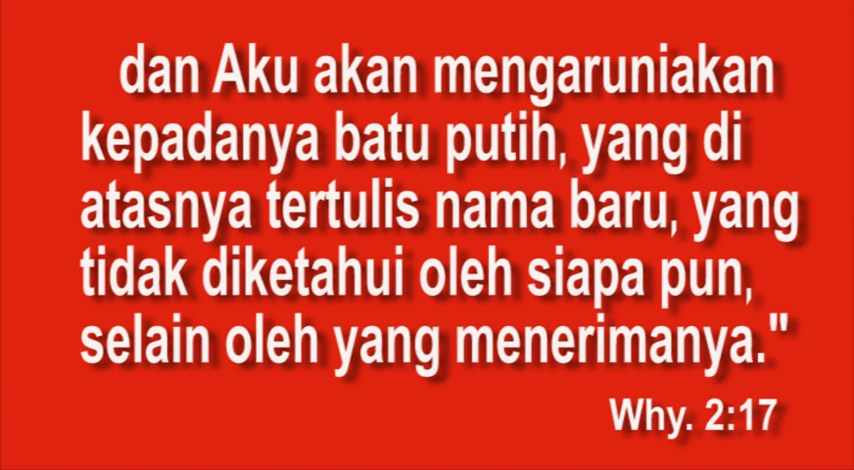 dan Aku akan mengaruniakan
kepadanya batu putih, yang di
atasnya tertulis nama baru, yang
tidak diketahui oleh siapa pun,
selain oleh yang menerimanya."
Why. 2:17